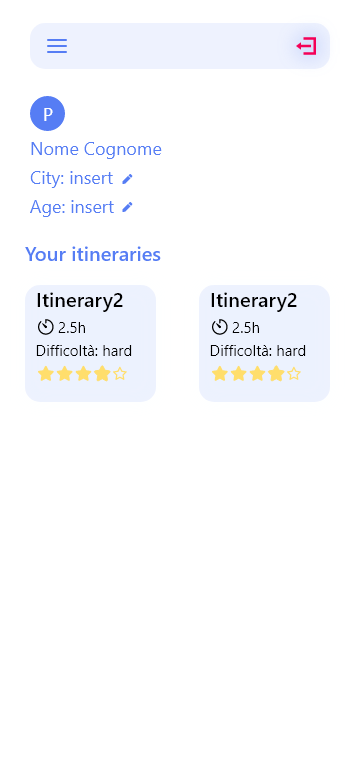 P
Nome Cognome
City: insert
Age: insert
Your itineraries
Itinerary2
2.5h
Difficoltà: hard
Itinerary2
2.5h
Difficoltà: hard